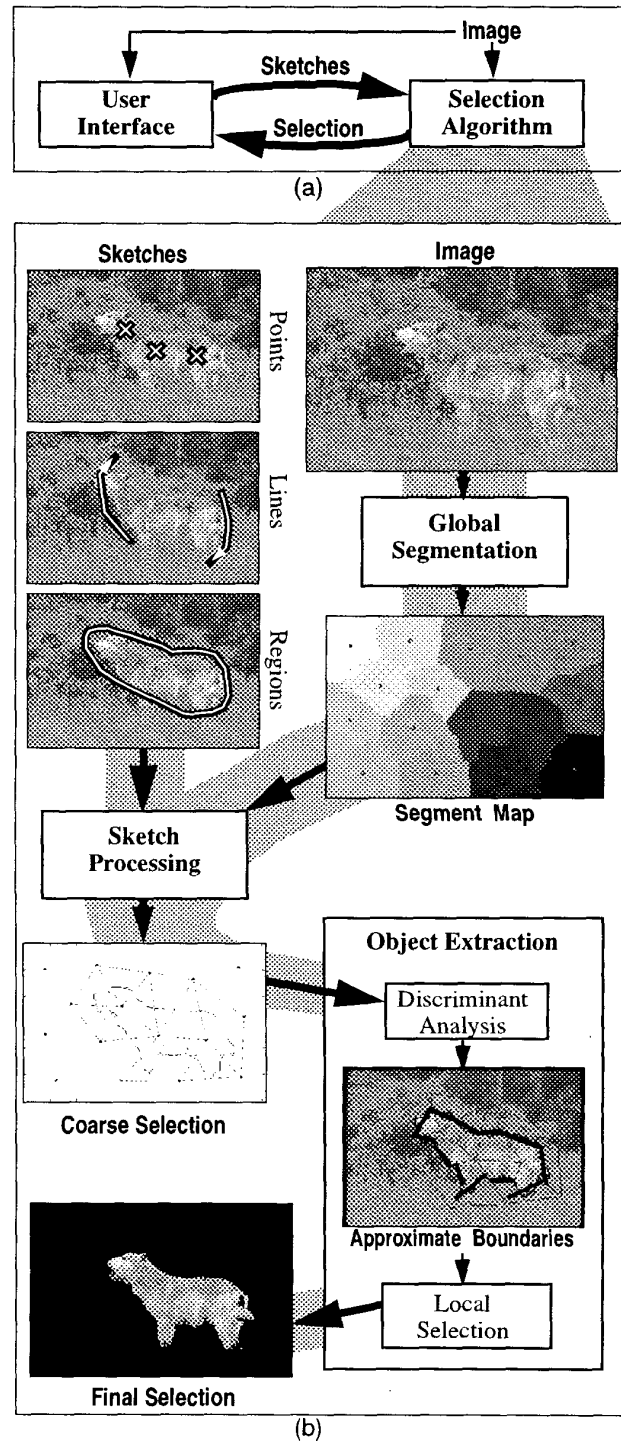 Image
Sketches
User
Interface
Selection
Algorithm
Selection
(a)
Sketches
Image
Points
Lines
Global
Segmentation
Regions
Segment Map
Sketch
Processing
Object Extraction
Discriminant
Analysis
Coarse Selection
Approximate Boundaries
Local
Selection
Final Selection
(b)